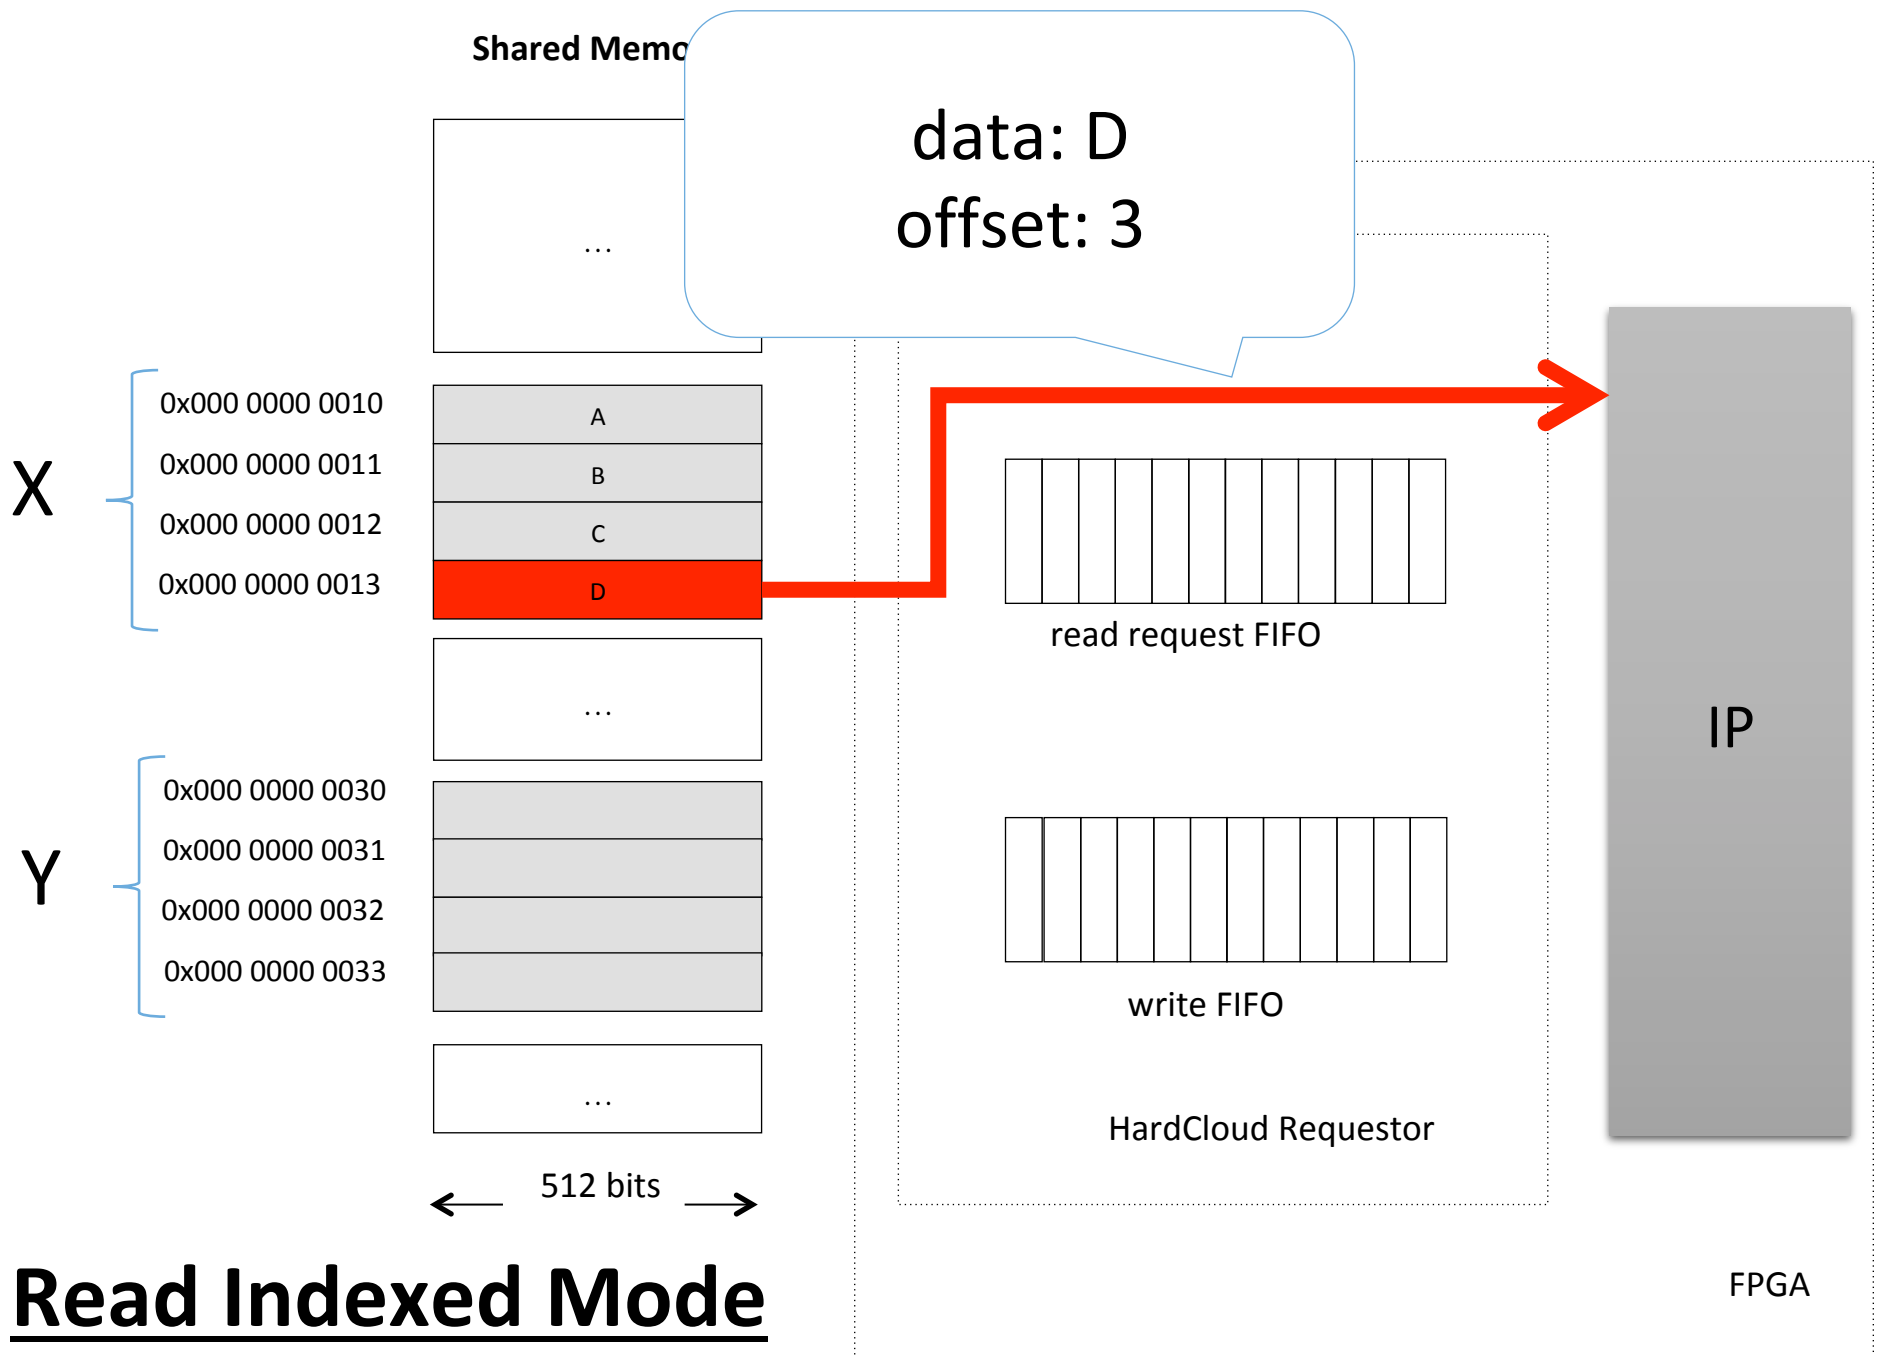 Shared Memo
data: D
offset: 3
...
X
0x000 0000 0010
A
0x000 0000 0011
B
0x000 0000 0012
C
0x000 0000 0013
D
read request FIFO
...
IP
Y
0x000 0000 0030
0x000 0000 0031
0x000 0000 0032
0x000 0000 0033
write FIFO
...
HardCloud Requestor
512 bits
Read Indexed Mode
FPGA